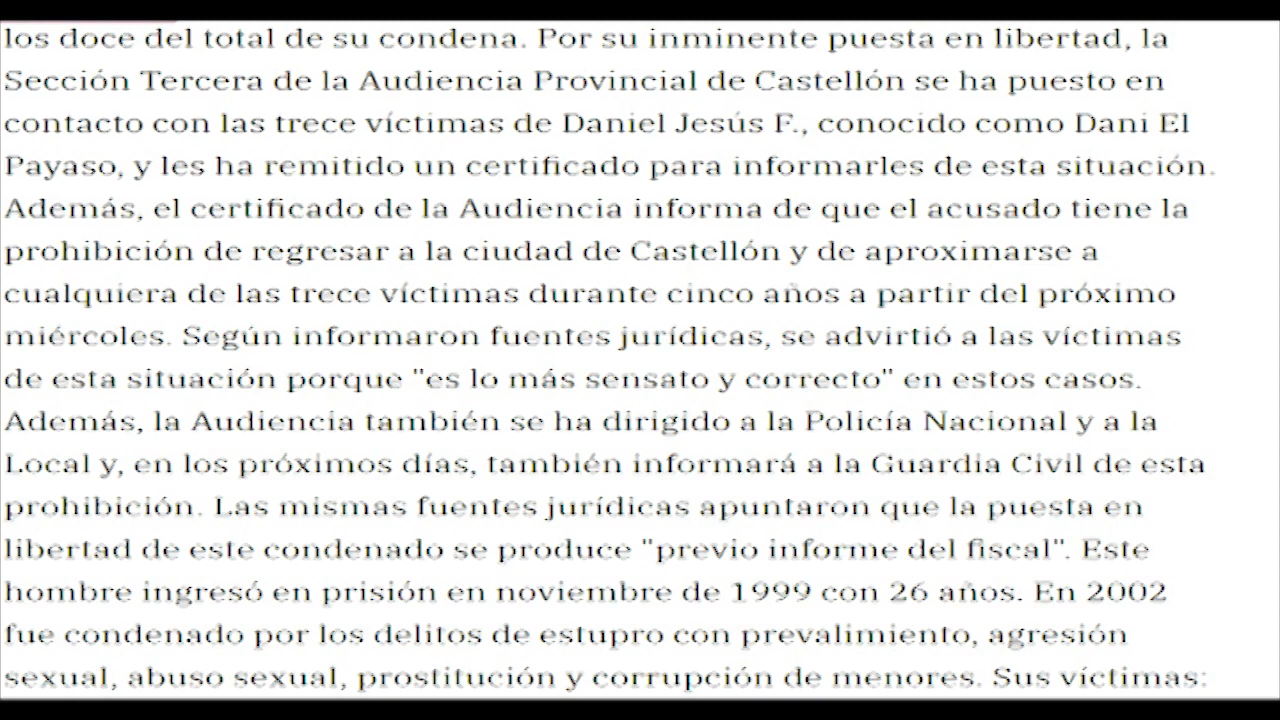 los doce del total de su condena. Por su inminente puesta en libertad, la
Sección Tercera de la Audiencia Provincial de Castellón se ha puesto en
contacto con las trece víctimas de Daniel Jesús F., conocido como Dani El
Payaso, y les ha remitido un certificado para informarles de esta situación.
Además, el certificado de la Audiencia informa de que el acusado tiene la
prohibición de regresar a la ciudad de Castellón y de aproximarse a
cualquiera de las trece víctimas durante cinco años a partir del próximo
miércoles. Según informaron fuentes jurídicas, se advirtió a las víctimas
de esta situación porque "es lo más sensato y correcto" en estos casos.
Además, la Audiencia también se ha dirigido a la Policía Nacional y a la
Local y, en los próximos días, también informará a la Guardia Civil de esta
prohibición. Las mismas fuentes jurídicas apuntaron que la puesta en
libertad de este condenado se produce "previo informe del fiscal". Este
hombre ingresó en prisión en noviembre de 1999 con 26 años. En 2002
fue condenado por los delitos de estupro con prevalimiento, agresión
sexual, abuso sexual, prostitución y corrupción de menores. Sus víctimas: